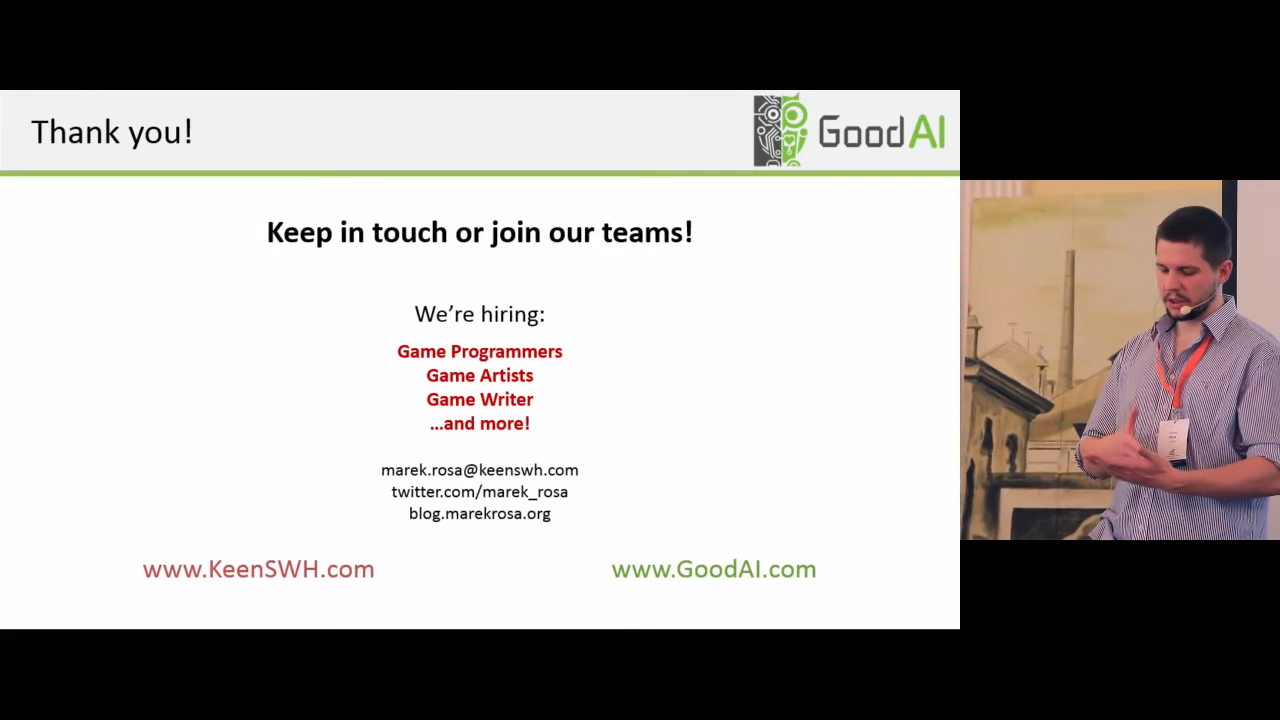 Thank you!
GoodAI
Keep in touch or join our teams!
We’re hiring:
Game Programmers
Game Artists
Game Writer
…and more!
marek.rosa@keenswh.com
twitter.com/marek_rosa
blog.marekrosa.org
www.KeenSWH.com
www.GoodAI.com